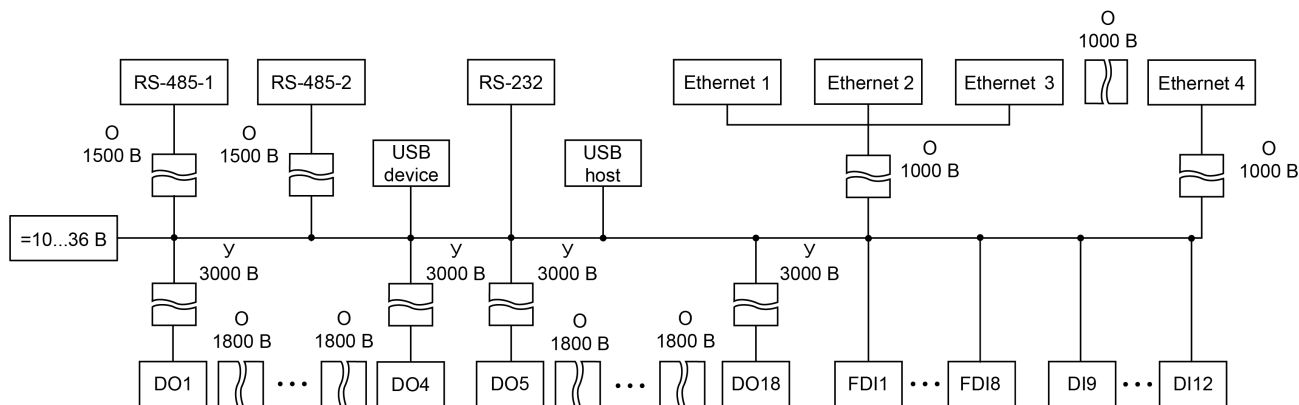 О
1000 В
RS-485-1
RS-485-2
RS-232
Ethernet 1
Ethernet 2
Ethernet 3
Ethernet 4
О
1500 В
О
1500 В
USB
device
USB
host
О
1000 В
О
1000 В
=10...36 В
У
3000 В
У
3000 В
У
3000 В
У
3000 В
О
1800 В
О
1800 В
О
1800 В
О
1800 В
DO1
•••
DO4
DO5
•••
DO18
FDI1
•••
FDI8
DI9
•••
DI12